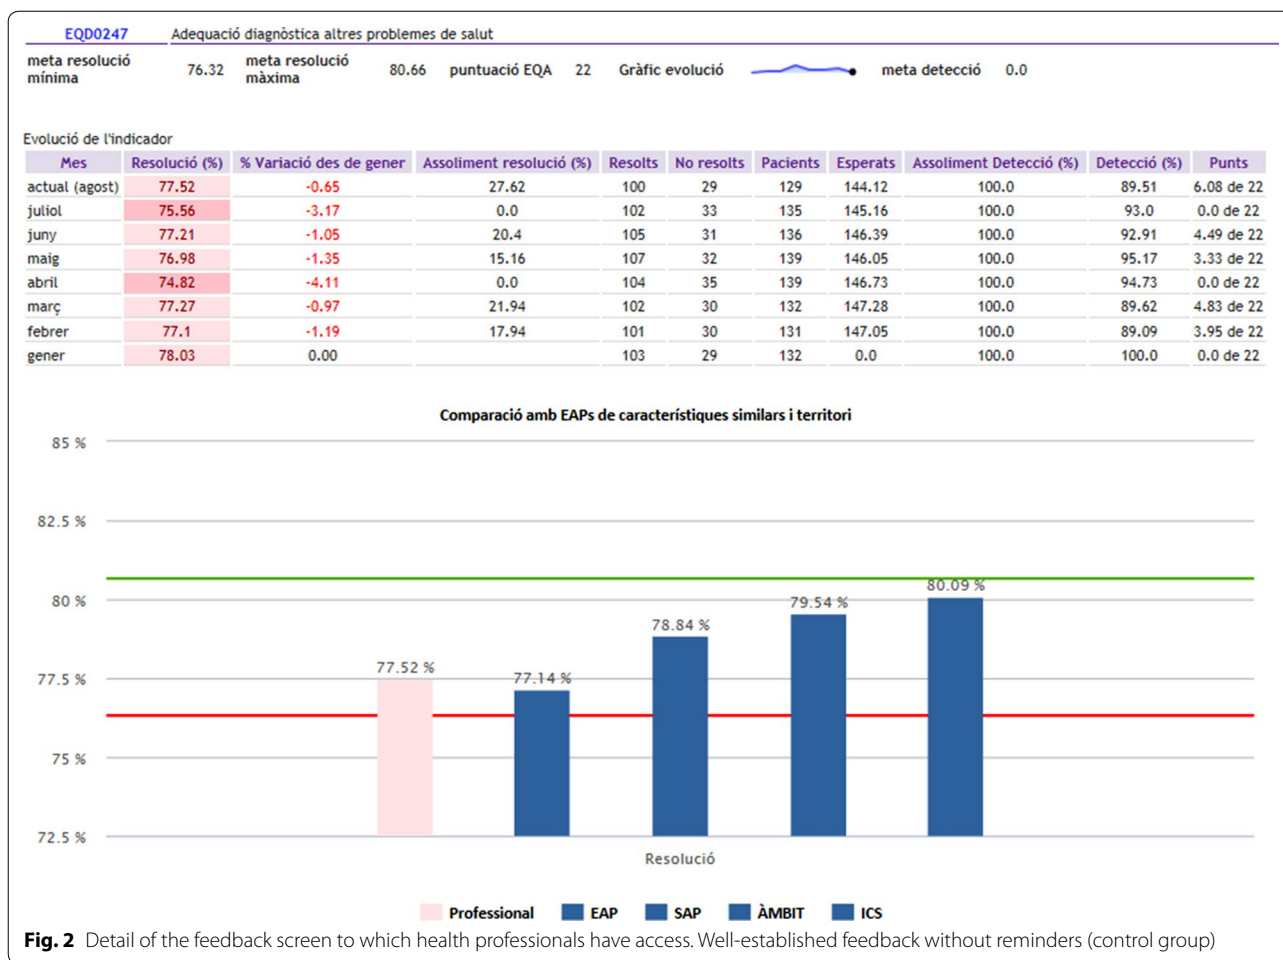 EQD0247 Adequació diagnòstica altres problemes de salut
meta resolució mínima 76.32 meta resolució màxima 80.66 puntuació EQA 22 Gràfic evolució meta detecció 0.0
Evolució de l'indicador
Mes Resolució (%) % Variació des de gener Assoliment resolució (%) Resolts No resolts Pacients Esperats Assoliment Detecció (%) Detecció (%) Punts
actual (agost) 77.52 -0.65 27.62 100 29 129 144.12 100.0 89.51 6.08 de 22
juliol 75.56 -3.17 0.0 102 33 135 145.16 100.0 93.0 0.0 de 22
juny 77.21 -1.05 20.4 105 31 136 146.39 100.0 92.91 4.49 de 22
maig 76.98 -1.35 15.16 107 32 139 146.05 100.0 95.17 3.33 de 22
abril 74.82 -4.11 0.0 104 35 139 146.73 100.0 94.73 0.0 de 22
març 77.27 -0.97 21.94 102 30 132 147.28 100.0 89.62 4.83 de 22
febrer 77.1 -1.19 17.94 101 30 131 147.05 100.0 89.09 3.95 de 22
gener 78.03 0.00 103 29 132 0.0 100.0 100.0 0.0 de 22
Comparació amb EAPs de característiques similars i territori
85 %
82.5 %
80 %
77.5 %
75 %
72.5 %
77.52 %
77.14 %
78.84 %
79.54 %
80.09 %
Resolució
Professional EAP SAP ÀMBIT ICS
Fig. 2 Detail of the feedback screen to which health professionals have access. Well-established feedback without reminders (control group)